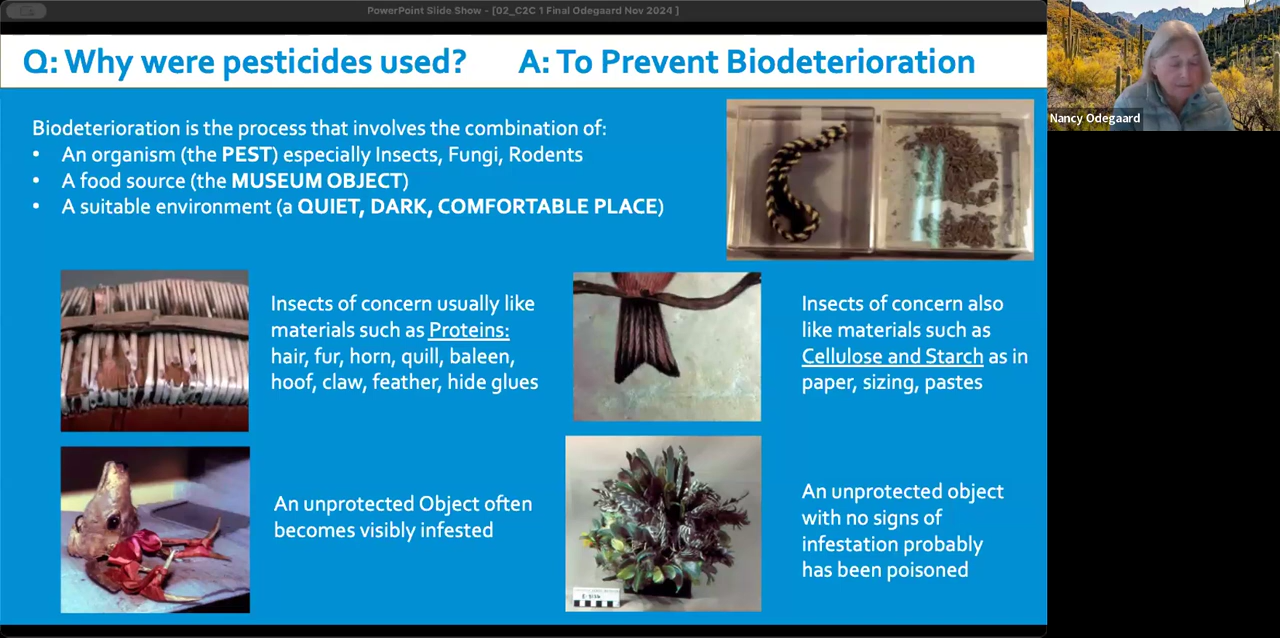 PowerPoint Slide Show - [02_C2C 1 Final Odegaard Nov 2024 ]
Q: Why were pesticides used? A: To Prevent Biodeterioration
Nancy Odegaard
Biodeterioration is the process that involves the combination of:
• An organism (the PEST) especially Insects, Fungi, Rodents
• A food source (the MUSEUM OBJECT)
• A suitable environment (a QUIET, DARK, COMFORTABLE PLACE)
Insects of concern usually like
materials such as Proteins:
hair, fur, horn, quill, baleen,
hoof, claw, feather, hide glues
Insects of concern also
like materials such as
Cellulose and Starch as in
paper, sizing, pastes
An unprotected Object often
becomes visibly infested
An unprotected object
with no signs of
infestation probably
has been poisoned